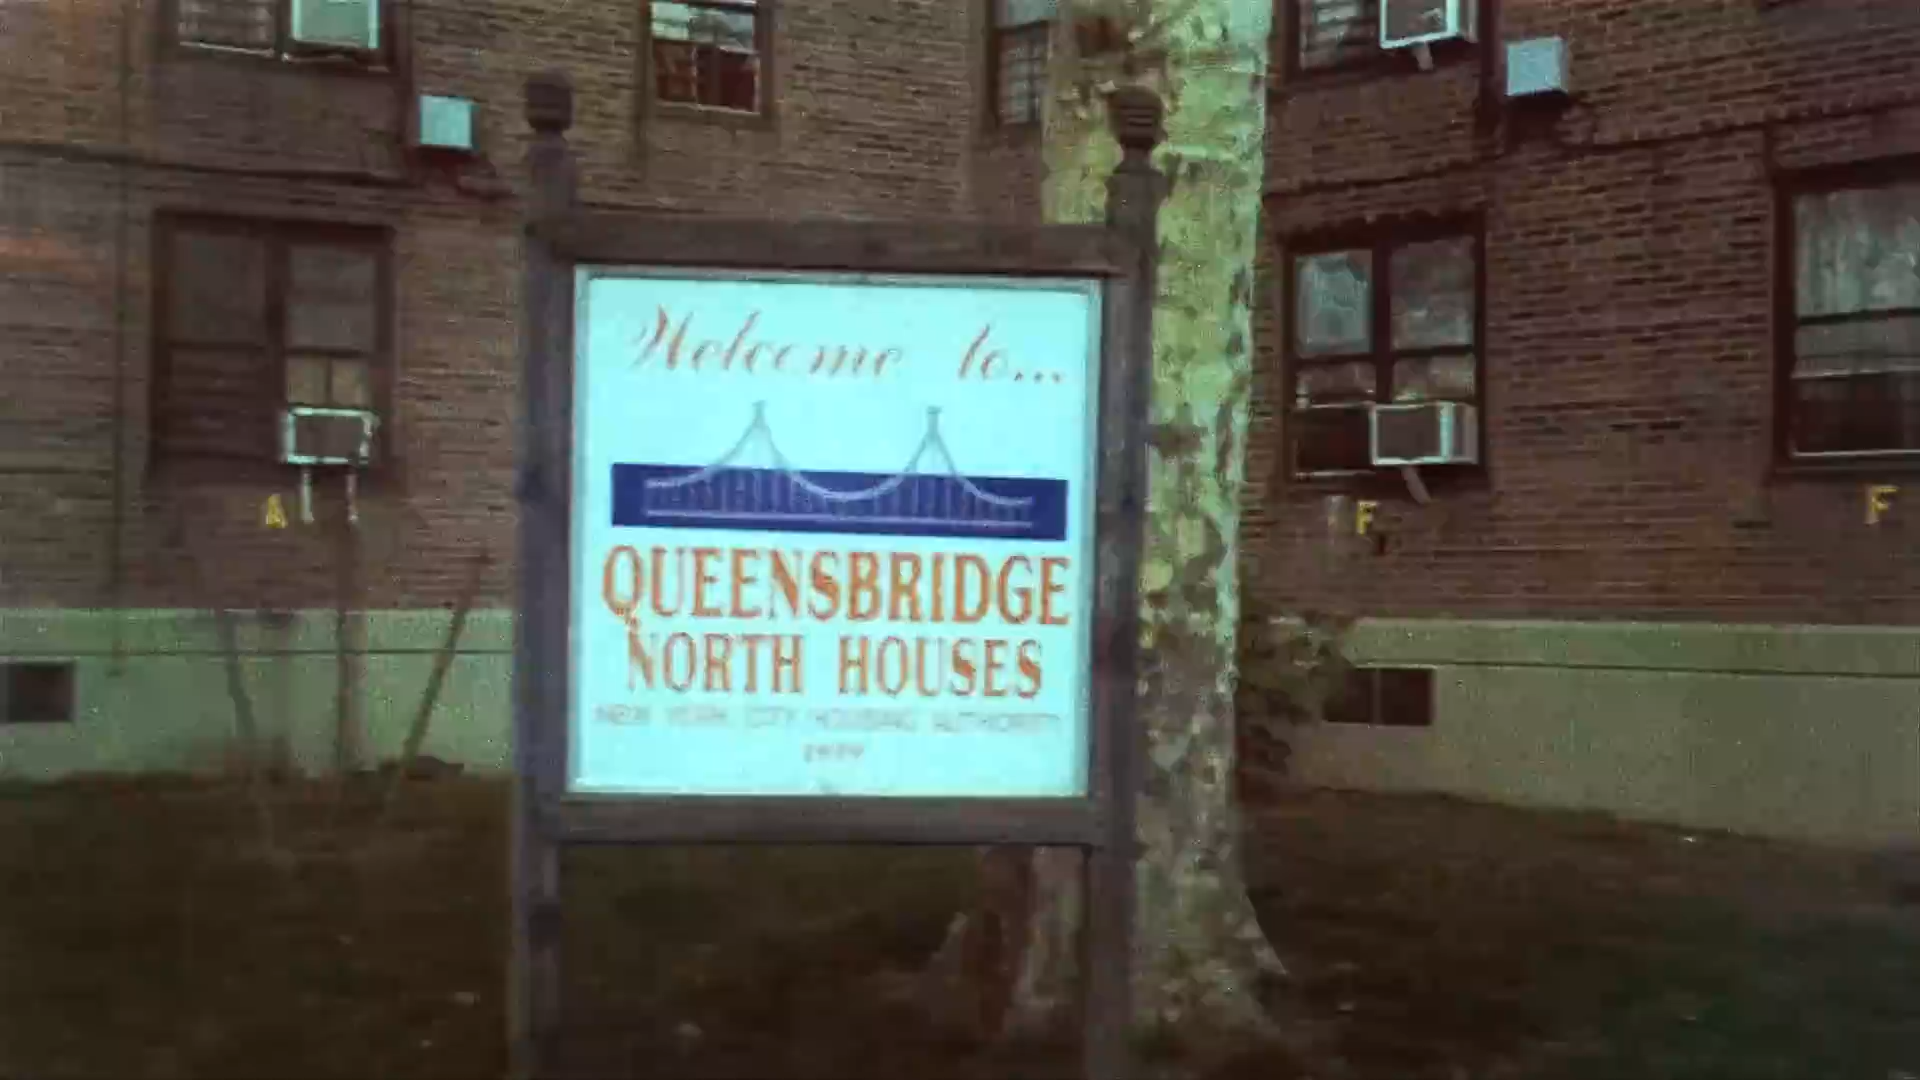 Welcome to...
QUEENSBRIDGE
NORTH HOUSES
NEW YORK CITY HOUSING AUTHORITY
A
F
F